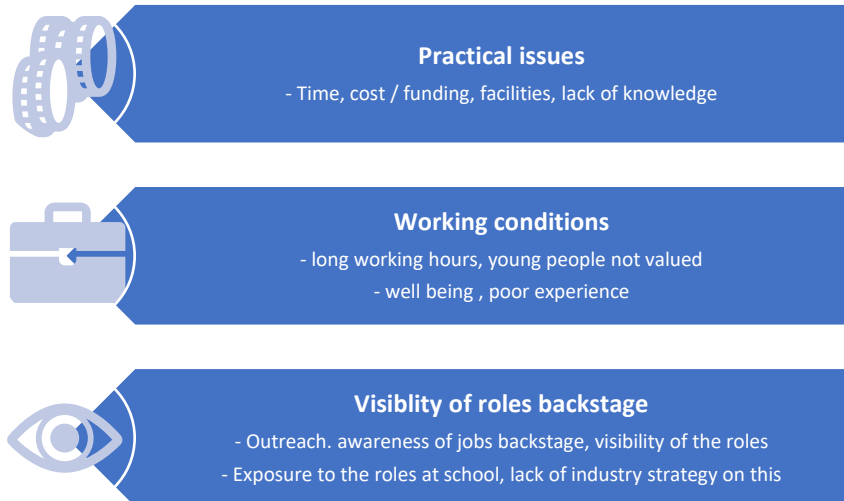 Practical issues
- Time, cost / funding, facilities, lack of knowledge
Working conditions
- long working hours, young people not valued
- well being , poor experience
Visiblity of roles backstage
- Outreach. awareness of jobs backstage, visibility of the roles
- Exposure to the roles at school, lack of industry strategy on this